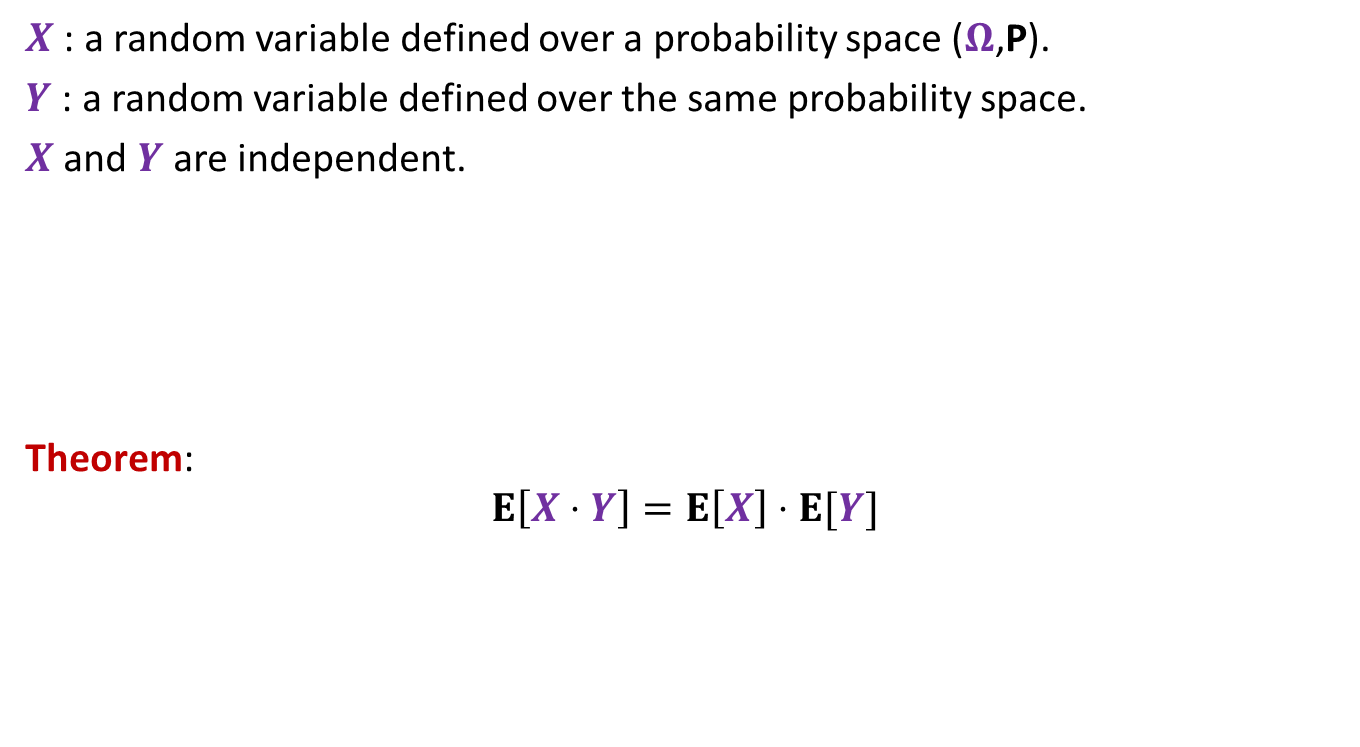 X : a random variable defined over a probability space (Ω,P).
Y : a random variable defined over the same probability space.
X and Y are independent.
Theorem:
E[X · Y] = E[X] · E[Y]